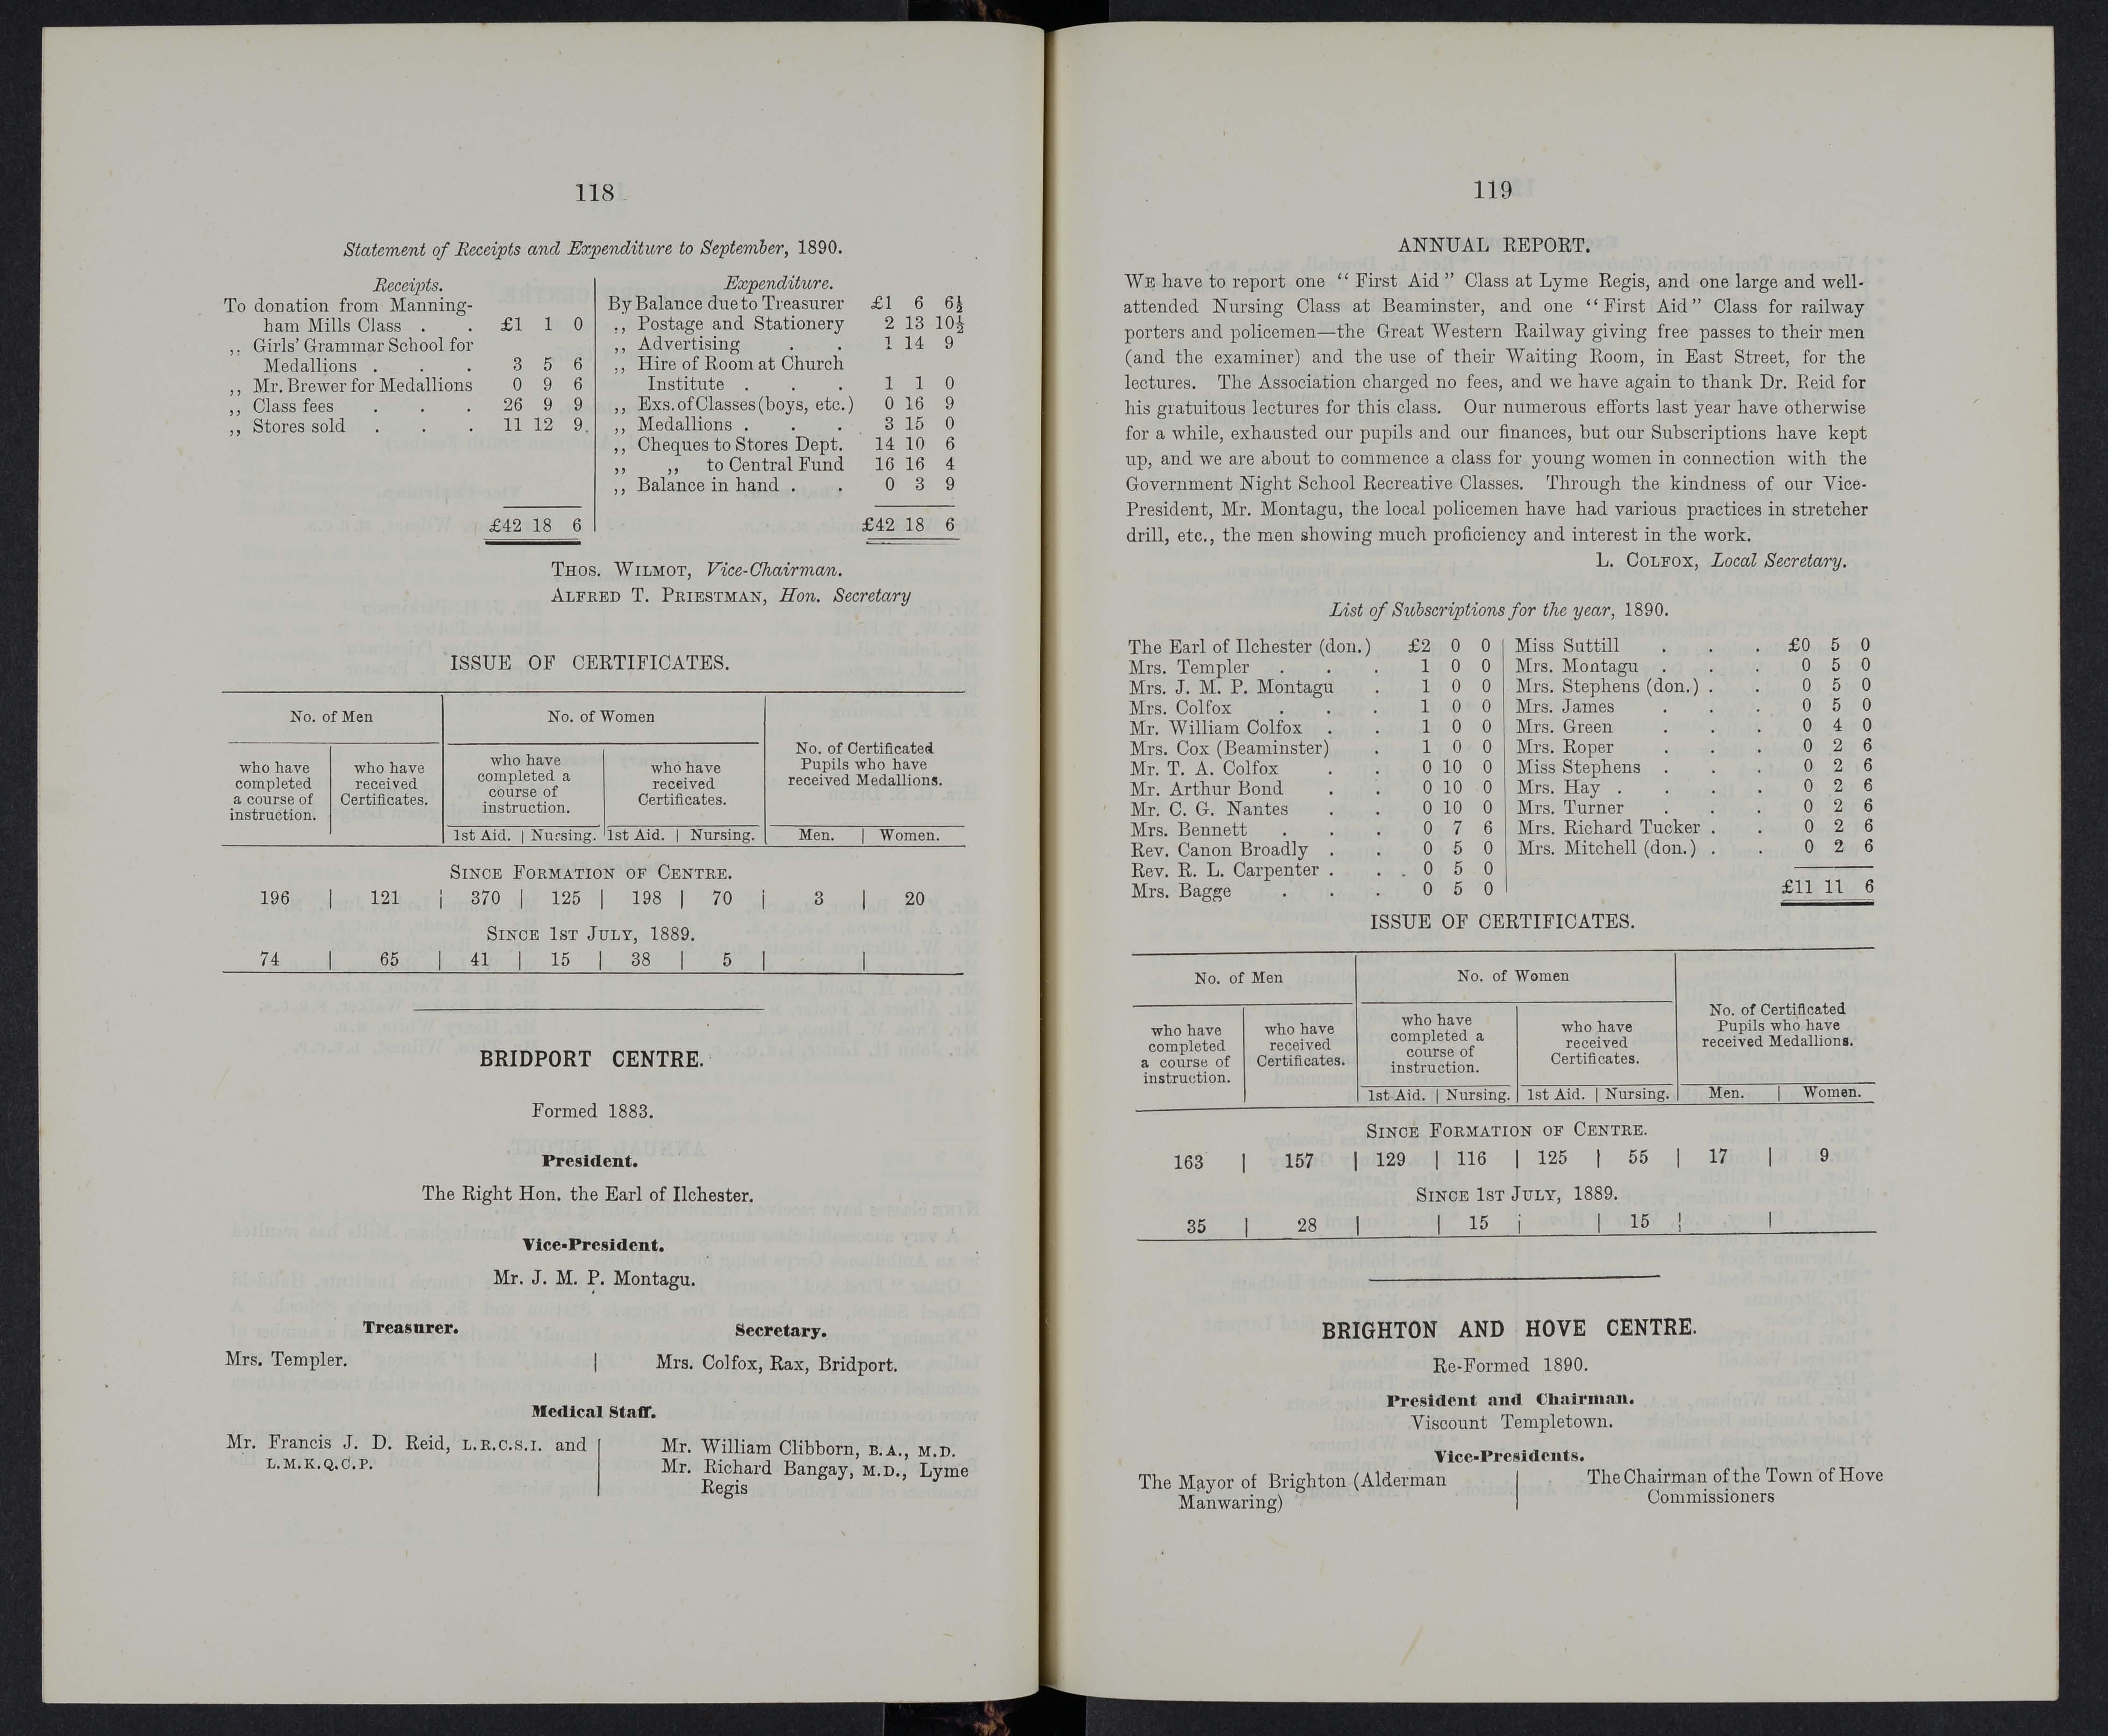 118
Statement of Receipts and Expenditure to September, 1890.
Receipts.
To donation from Manning-
ham Mills Class . . £1 1 0
,, Girls' Grammar School for
Medallions . . . 3 5 6
,, Mr. Brewer for Medallions 0 9 6
,, Class fees . . . 26 9 9
,, Stores sold . . . 11 12 9
£42 18 6
Expenditure.
By Balance due to Treasurer £1 6 6½
,, Postage and Stationery 2 13 10½
,, Advertising . . 1 14 9
,, Hire of Room at Church
Institute . . . 1 1 0
,, Exs. of Classes (boys, etc.) 0 16 9
,, Medallions . . . 3 15 0
,, Cheques to Stores Dept. 14 10 6
,, ,, to Central Fund 16 16 4
,, Balance in hand . . 0 3 9
£42 18 6
THOS. WILMOT, Vice-Chairman.
ALFRED T. PRIESTMAN, Hon. Secretary
ISSUE OF CERTIFICATES.
No. of Men
No. of Women
No. of Certificated
Pupils who have
received Medallions.
who have
completed
a course of
instruction.
who have
received
Certificates.
who have
completed a
course of
instruction.
who have
received
Certificates.
1st Aid. | Nursing. | 1st Aid. | Nursing. | Men. | Women.
SINCE FORMATION OF CENTRE.
196 | 121 | 370 | 125 | 198 | 70 | 3 | 20
SINCE 1ST JULY, 1889.
74 | 65 | 41 | 15 | 38 | 5 | |
BRIDPORT CENTRE.
Formed 1883.
President.
The Right Hon. the Earl of Ilchester.
Vice-President.
Mr. J. M. P. Montagu.
Treasurer.
Mrs. Templer.
Secretary.
Mrs. Colfox, Rax, Bridport.
Medical Staff.
Mr. Francis J. D. Reid, L.R.C.S.I. and
L.M.K.Q.C.P.
Mr. William Clibborn, B.A., M.D.
Mr. Richard Bangay, M.D., Lyme
Regis
119
ANNUAL REPORT.
WE have to report one “First Aid” Class at Lyme Regis, and one large and well-
attended Nursing Class at Beaminster, and one “First Aid” Class for railway
porters and policemen—the Great Western Railway giving free passes to their men
(and the examiner) and the use of their Waiting Room, in East Street, for the
lectures. The Association charged no fees, and we have again to thank Dr. Reid for
his gratuitous lectures for this class. Our numerous efforts last year have otherwise
for a while, exhausted our pupils and our finances, but our Subscriptions have kept
up, and we are about to commence a class for young women in connection with the
Government Night School Recreative Classes. Through the kindness of our Vice-
President, Mr. Montagu, the local policemen have had various practices in stretcher
drill, etc., the men showing much proficiency and interest in the work.
L. COLFOX, Local Secretary.
List of Subscriptions for the year, 1890.
The Earl of Ilchester (don.) £2 0 0
Mrs. Templer . . . 1 0 0
Mrs. J. M. P. Montagu . 1 0 0
Mrs. Colfox . . . 1 0 0
Mr. William Colfox . . 1 0 0
Mrs. Cox (Beaminster) . 1 0 0
Mr. T. A. Colfox . . 0 10 0
Mr. Arthur Bond . . 0 10 0
Mr. C. G. Nantes . . 0 10 0
Mrs. Bennett . . . 0 7 6
Rev. Canon Broadly . . 0 5 0
Rev. R. L. Carpenter . . . 0 5 0
Mrs. Bagge . . . 0 5 0
Miss Suttill . . . £0 5 0
Mrs. Montagu . . . 0 5 0
Mrs. Stephens (don.) . . 0 5 0
Mrs. James . . . 0 5 0
Mrs. Green . . . 0 4 0
Mrs. Roper . . . 0 2 6
Miss Stephens . . . 0 2 6
Mrs. Hay . . . . 0 2 6
Mrs. Turner . . . 0 2 6
Mrs. Richard Tucker . . 0 2 6
Mrs. Mitchell (don.) . . 0 2 6
£11 11 6
ISSUE OF CERTIFICATES.
No. of Men
No. of Women
No. of Certificated
Pupils who have
received Medallions.
who have
completed
a course of
instruction.
who have
received
Certificates.
who have
completed a
course of
instruction.
who have
received
Certificates.
1st Aid. | Nursing. | 1st Aid. | Nursing. | Men. | Women.
SINCE FORMATION OF CENTRE.
163 | 157 | 129 | 116 | 125 | 55 | 17 | 9
SINCE 1ST JULY, 1889.
35 | 28 | | 15 | | 15 | |
BRIGHTON AND HOVE CENTRE.
Re-Formed 1890.
President and Chairman.
Viscount Templetown.
Vice-Presidents.
The Mayor of Brighton (Alderman
Manwaring)
The Chairman of the Town of Hove
Commissioners